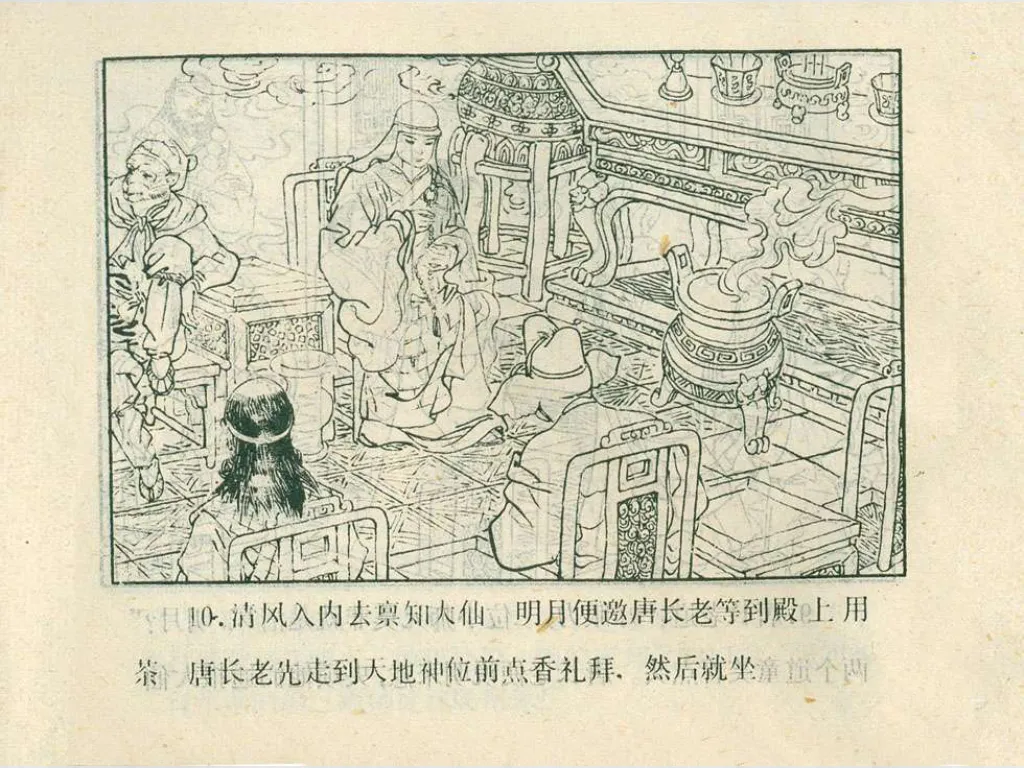 10.清风入内去禀知大仙 明月便邀唐长老等到殿上用
茶 唐长老先走到天地神位前点香礼拜. 然后就坐